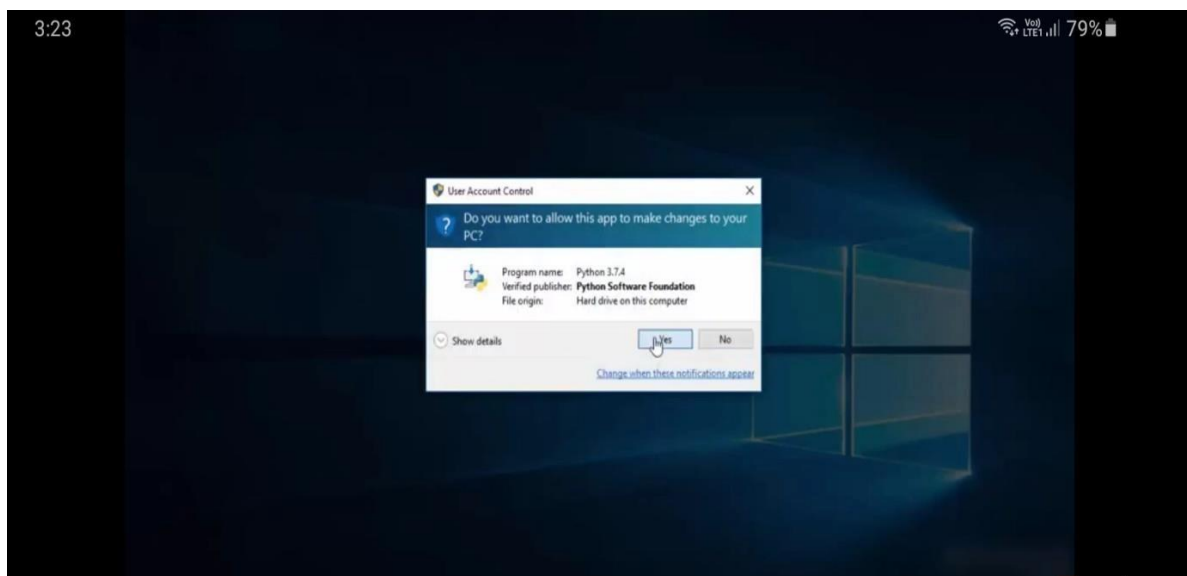 3:23
Vo)) LTE1 79%
User Account Control
Do you want to allow this app to make changes to your
PC?
Program name: Python 3.7.4
Verified publisher: Python Software Foundation
File origin: Hard drive on this computer
Show details
Yes No
Change when these notifications appear